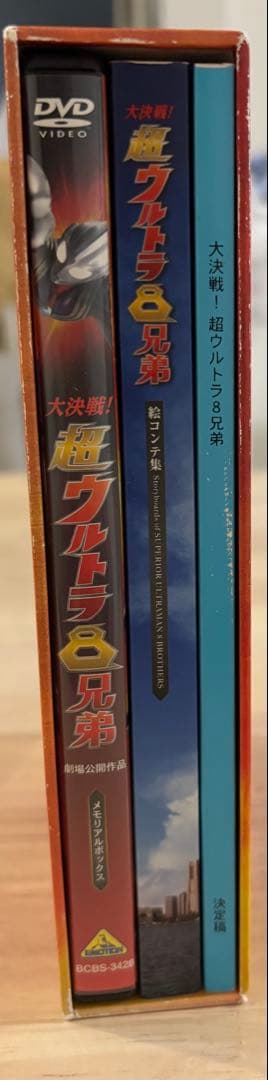 DVD
VIDEO
大決戦!
超ウルトラ8兄弟
劇場公開作品
メモリアルボックス
EMOTION
大決戦!
超ウルトラ8兄弟
絵コンテ集
Storyboards of SUPERIOR ULTRAMAN 8 BROTHERS
大決戦!超ウルトラ8兄弟
決定稿